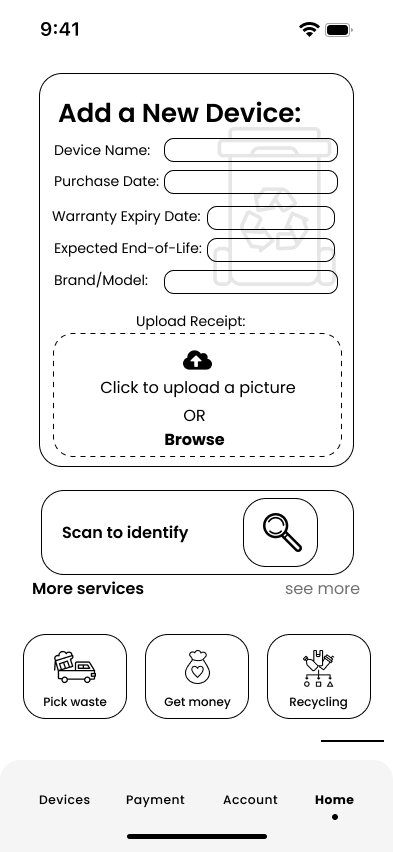 9:41
Add a New Device:
Device Name:
Purchase Date:
Warranty Expiry Date:
Expected End-of-Life:
Brand/Model:
Upload Receipt:
Click to upload a picture
OR
Browse
Scan to identify
More services see more
Pick waste Get money Recycling
Devices Payment Account Home